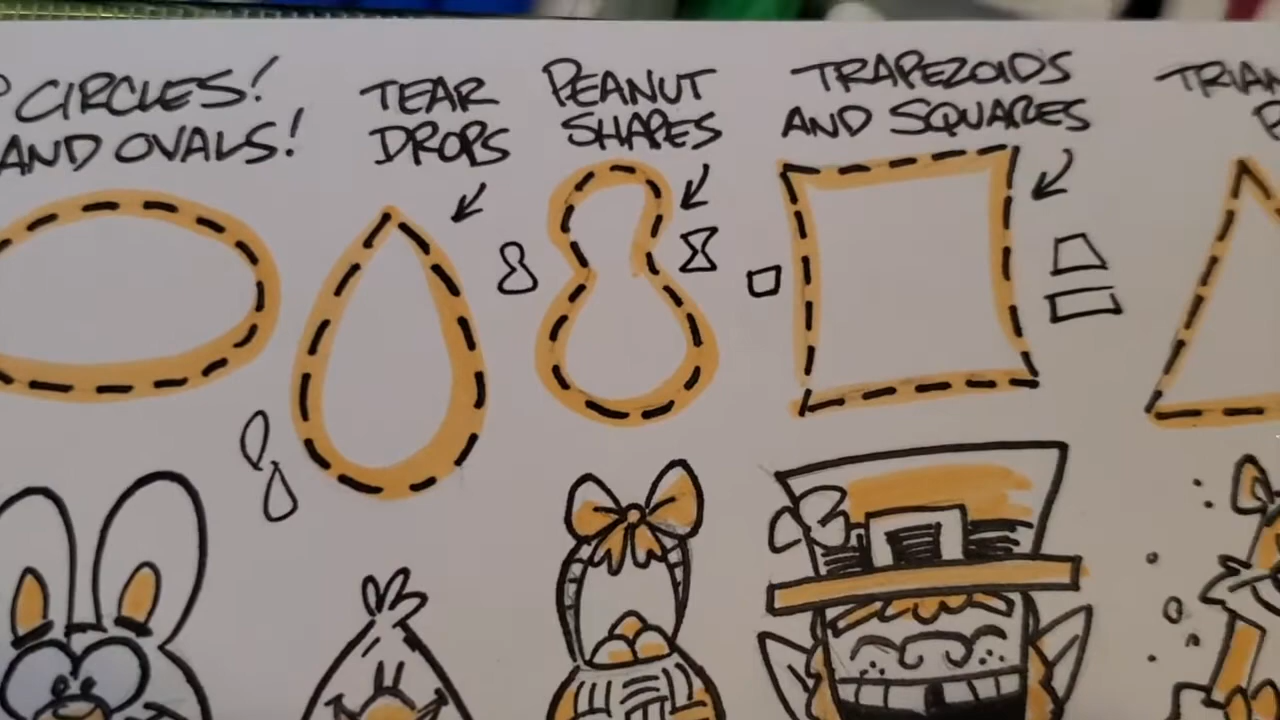 CIRCLES!
AND OVALS!
TEAR
DROPS
PEANUT
SHAPES
TRAPEZOIDS
AND SQUARES